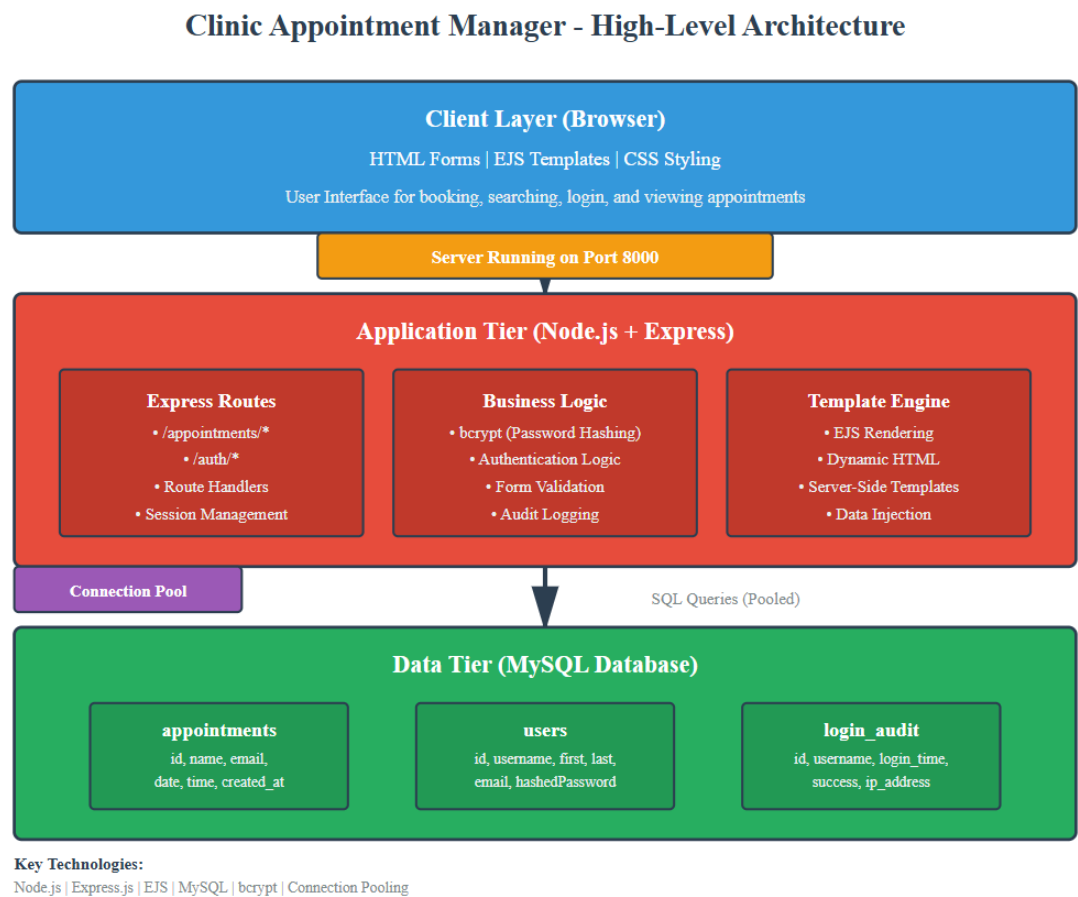 Clinic Appointment Manager - High-Level Architecture
Client Layer (Browser)
HTML Forms | EJS Templates | CSS Styling
User Interface for booking, searching, login, and viewing appointments
Server Running on Port 8000
Application Tier (Node.js + Express)
Express Routes
• /appointments/*
• /auth/*
• Route Handlers
• Session Management
Business Logic
• bcrypt (Password Hashing)
• Authentication Logic
• Form Validation
• Audit Logging
Template Engine
• EJS Rendering
• Dynamic HTML
• Server-Side Templates
• Data Injection
Connection Pool
SQL Queries (Pooled)
Data Tier (MySQL Database)
appointments
id, name, email,
date, time, created_at
users
id, username, first, last,
email, hashedPassword
login_audit
id, username, login_time,
success, ip_address
Key Technologies:
Node.js | Express.js | EJS | MySQL | bcrypt | Connection Pooling